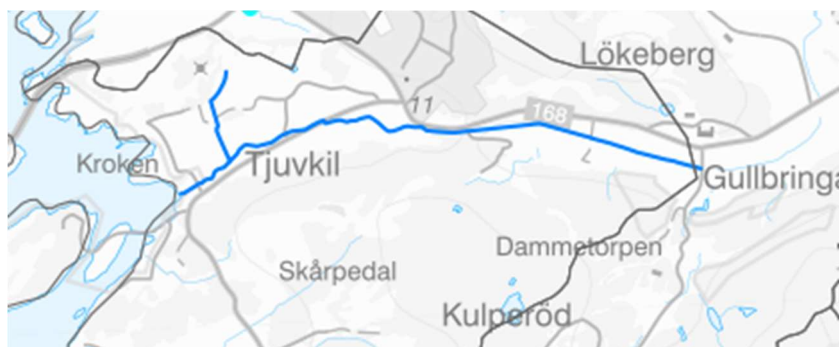 Lökeberg
168
11
Kroken
Tjuvkil
Gullbringa
Dammetorpen
Skårpedal
Kulperöd